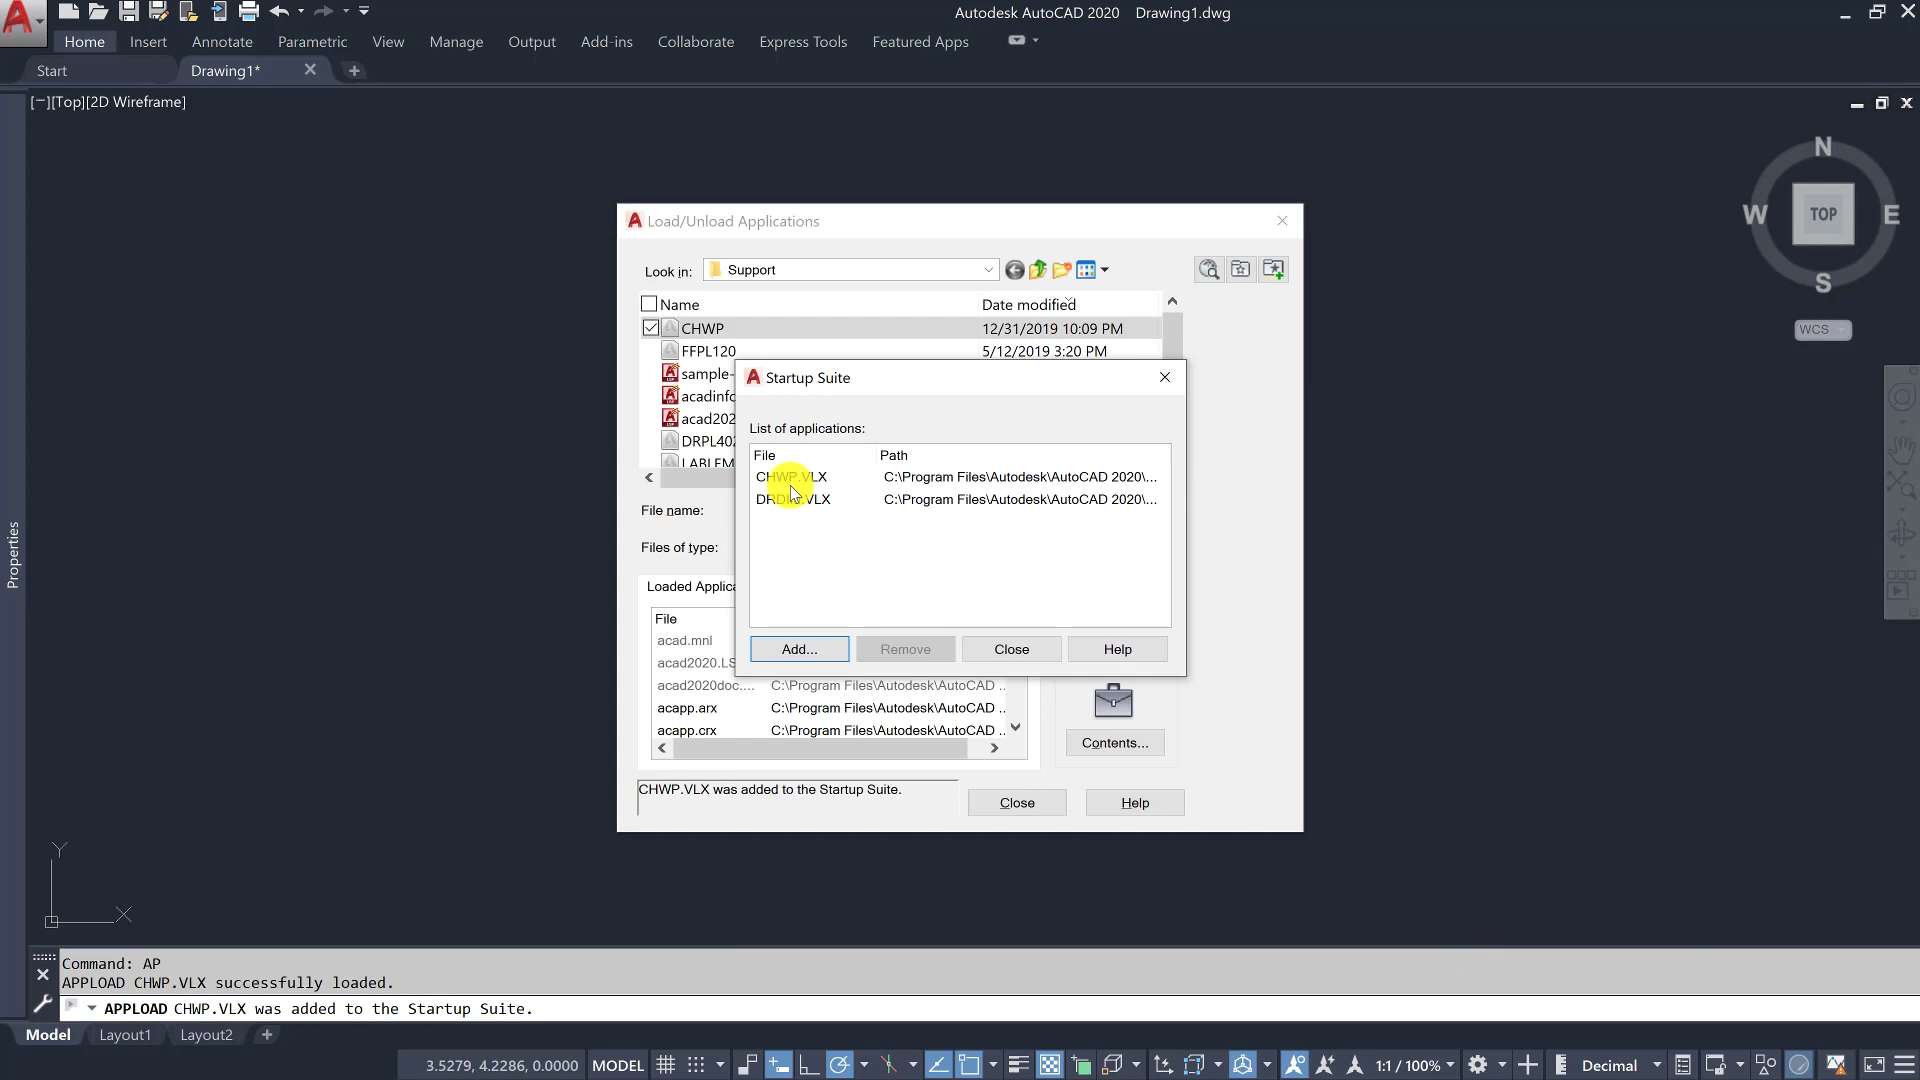 Autodesk AutoCAD 2020 Drawing1.dwg
Home Insert Annotate Parametric View Manage Output Add-ins Collaborate Express Tools Featured Apps
Start Drawing1*
[−][Top][2D Wireframe]
N
W TOP E
S
WCS
Load/Unload Applications
Look in: Support
Name Date modified
CHWP 12/31/2019 10:09 PM
FFPL120 5/12/2019 3:20 PM
sample-
acadinfo
acad202
DRPL402
LABLEM
File name:
Files of type:
Startup Suite
List of applications:
File Path
CHWP.VLX C:\Program Files\Autodesk\AutoCAD 2020\...
.VLX C:\Program Files\Autodesk\AutoCAD 2020\...
Add... Remove Close Help
Loaded Applica
File
acad.mnl
acad2020.LS
acad2020doc.... C:\Program Files\Autodesk\AutoCAD ..
acapp.arx C:\Program Files\Autodesk\AutoCAD ..
acapp.crx C:\Program Files\Autodesk\AutoCAD ..
Contents...
CHWP.VLX was added to the Startup Suite.
Close Help
Properties
Y
X
Command: AP
APPLOAD CHWP.VLX successfully loaded.
APPLOAD CHWP.VLX was added to the Startup Suite.
Model Layout1 Layout2
3.5279, 4.2286, 0.0000 MODEL 1:1 / 100% Decimal